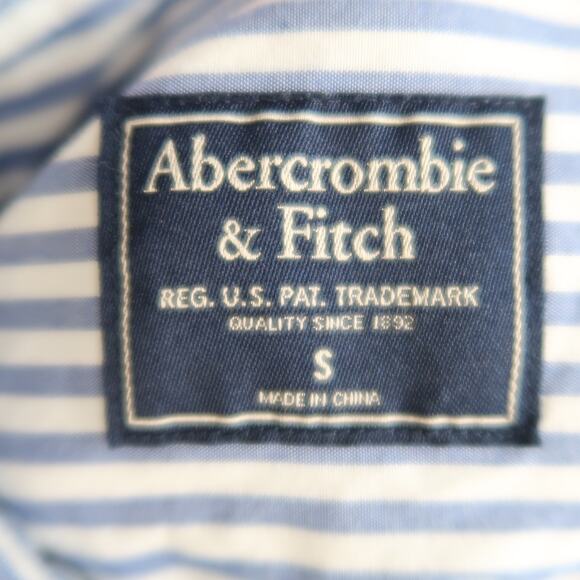 Abercrombie
& Fitch
REG. U.S. PAT. TRADEMARK
QUALITY SINCE 1892
S
MADE IN CHINA